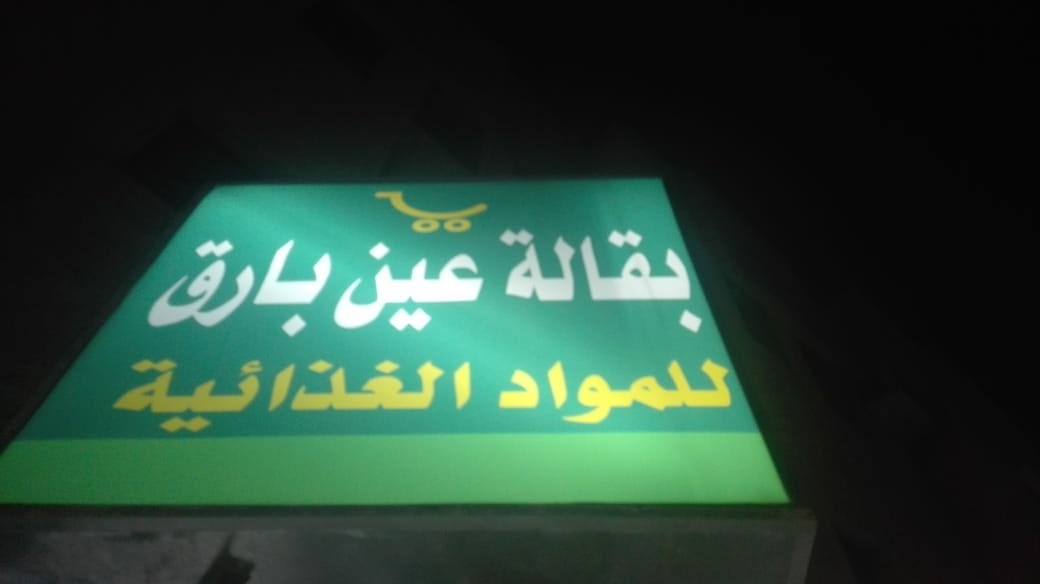 بقالة عين بارق
للمواد الغذائية